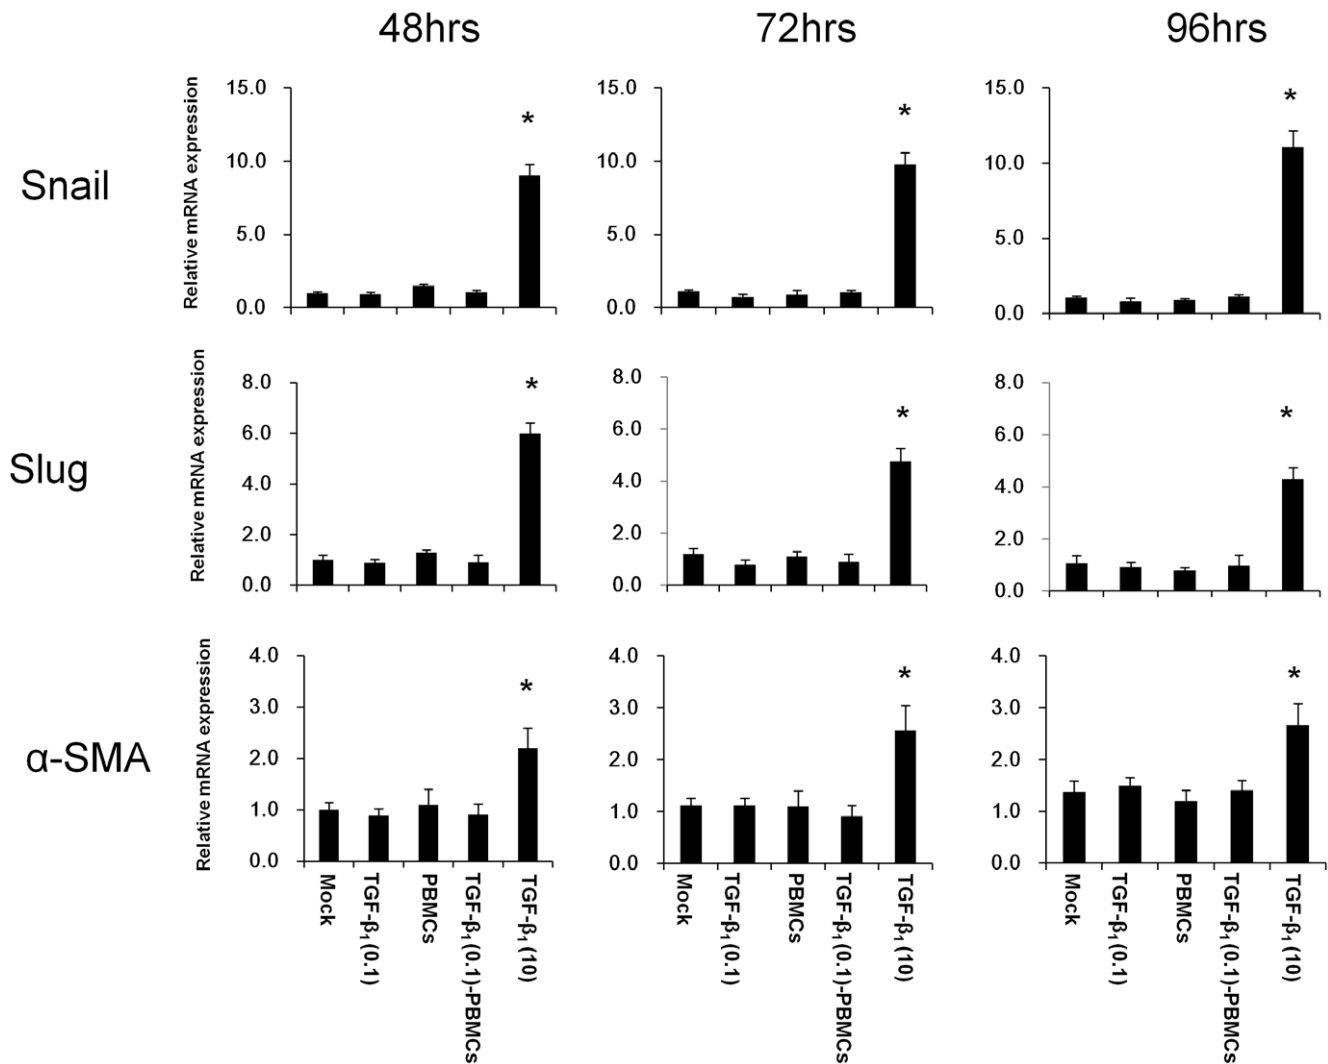 48hrs 72hrs 96hrs
Snail
Relative mRNA expression
15.0
10.0
5.0
0.0
*
15.0
10.0
5.0
0.0
*
15.0
10.0
5.0
0.0
*
Slug
Relative mRNA expression
8.0
6.0
4.0
2.0
0.0
*
8.0
6.0
4.0
2.0
0.0
*
8.0
6.0
4.0
2.0
0.0
*
α-SMA
Relative mRNA expression
4.0
3.0
2.0
1.0
0.0
*
4.0
3.0
2.0
1.0
0.0
*
4.0
3.0
2.0
1.0
0.0
*
Mock
TGF-β₁ (0.1)
PBMCs
TGF-β₁ (0.1)-PBMCs
TGF-β₁ (10)
Mock
TGF-β₁ (0.1)
PBMCs
TGF-β₁ (0.1)-PBMCs
TGF-β₁ (10)
Mock
TGF-β₁ (0.1)
PBMCs
TGF-β₁ (0.1)-PBMCs
TGF-β₁ (10)